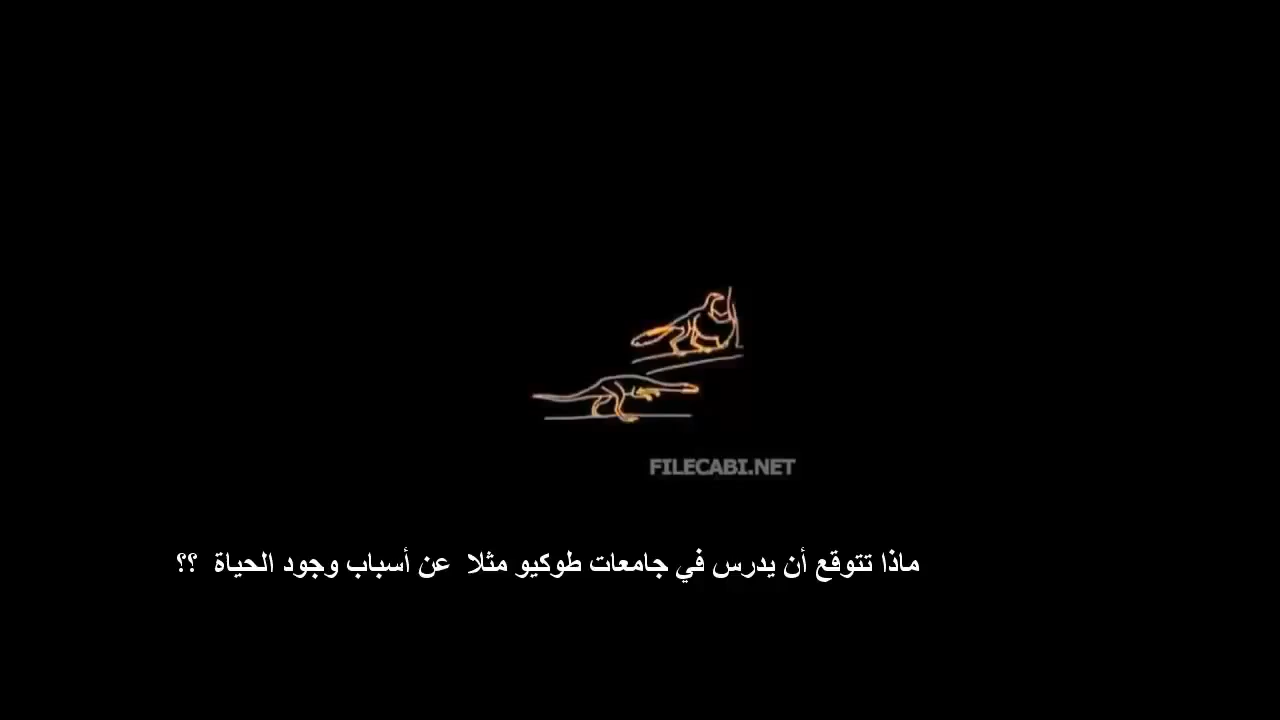 FILECABI.NET
ماذا تتوقع أن يدرس في جامعات طوكيو مثلا عن أسباب وجود الحياة ؟؟